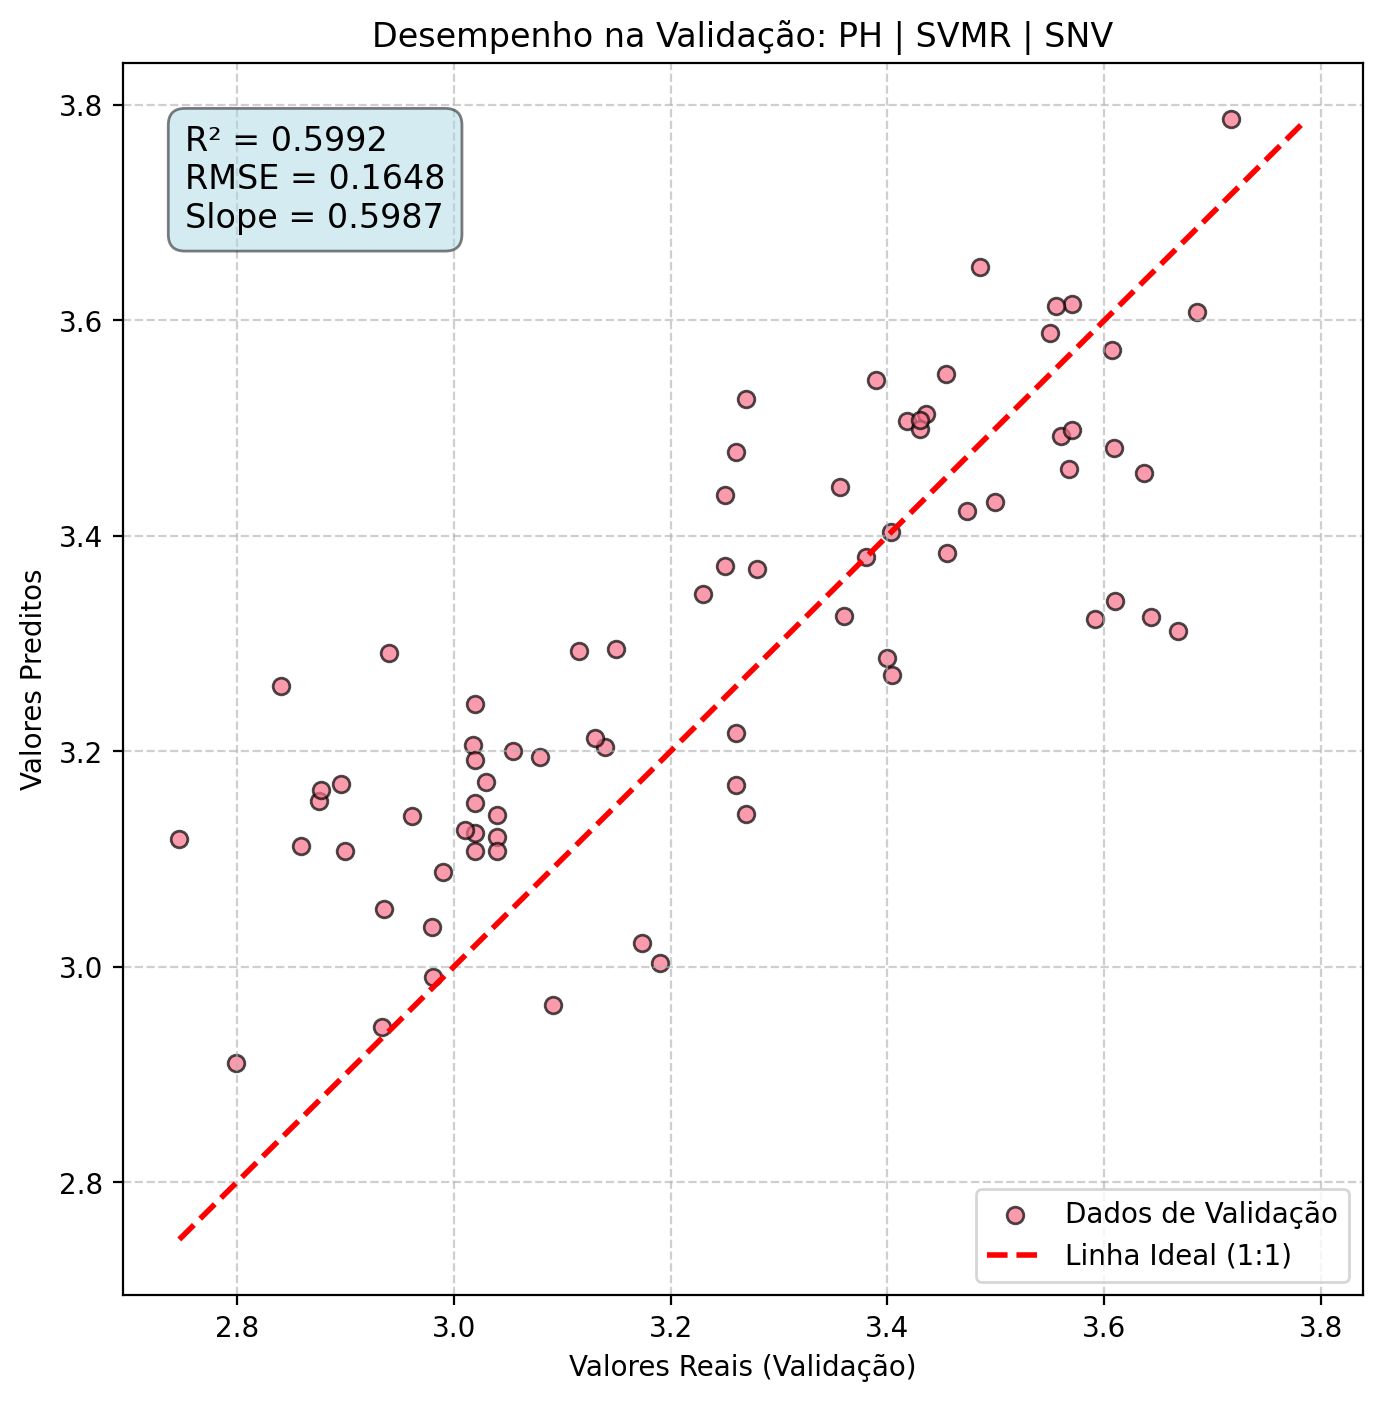 Desempenho na Validação: PH | SVMR | SNV
R² = 0.5992
RMSE = 0.1648
Slope = 0.5987
3.8
3.6
3.4
3.2
3.0
2.8
Valores Preditos
2.8 3.0 3.2 3.4 3.6 3.8
Valores Reais (Validação)
Dados de Validação
Linha Ideal (1:1)